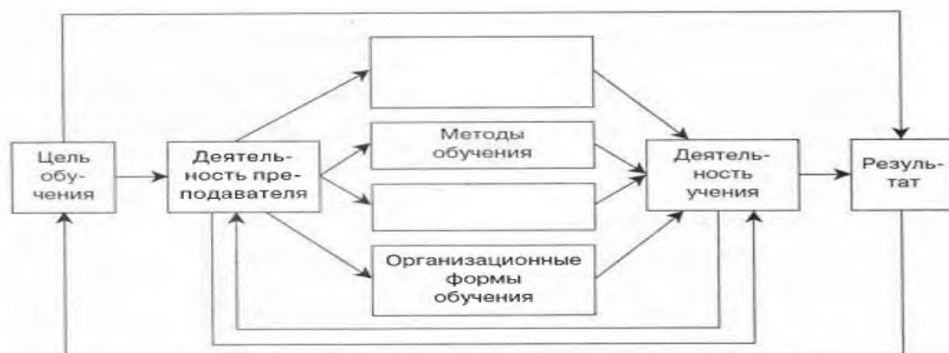 Цель
обу-
чения
Деятель-
ность пре-
подавателя
Методы
обучения
Организационные
формы
обучения
Деятель-
ность
учения
Резуль-
тат